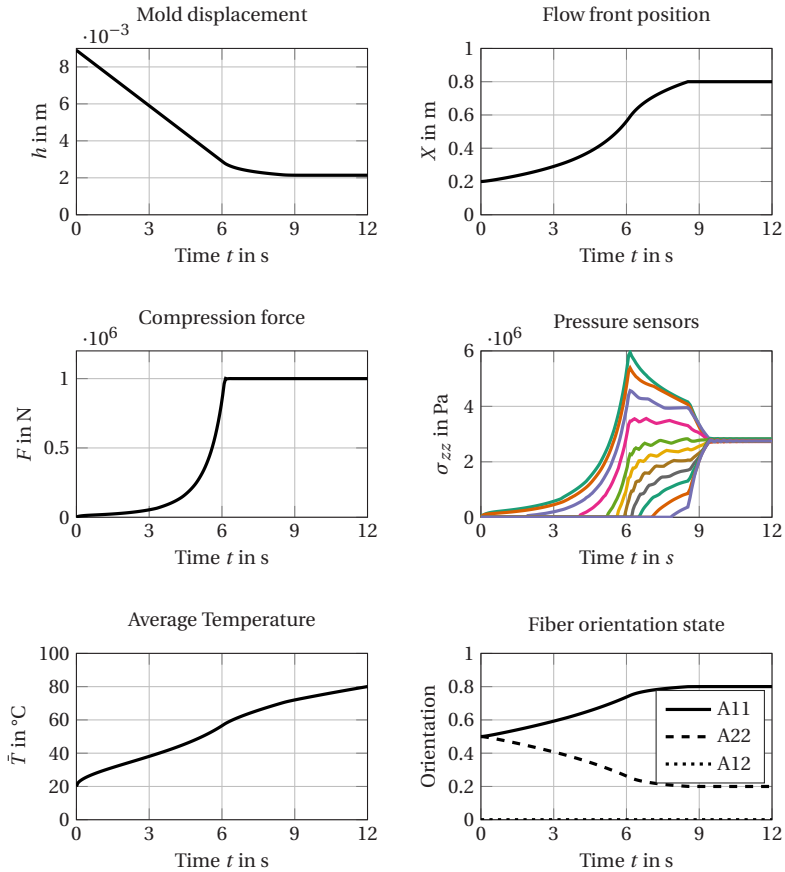 Mold displacement
·10⁻³
8
6
4
2
0
h in m
0 3 6 9 12
Time t in s
Flow front position
1
0.8
0.6
0.4
0.2
0
X in m
0 3 6 9 12
Time t in s
Compression force
·10⁶
1
0.5
0
F in N
0 3 6 9 12
Time t in s
Pressure sensors
·10⁶
6
4
2
0
σzz in Pa
0 3 6 9 12
Time t in s
Average Temperature
100
80
60
40
20
0
T̄ in °C
0 3 6 9 12
Time t in s
Fiber orientation state
1
0.8
0.6
0.4
0.2
0
Orientation
A11
A22
A12
0 3 6 9 12
Time t in s